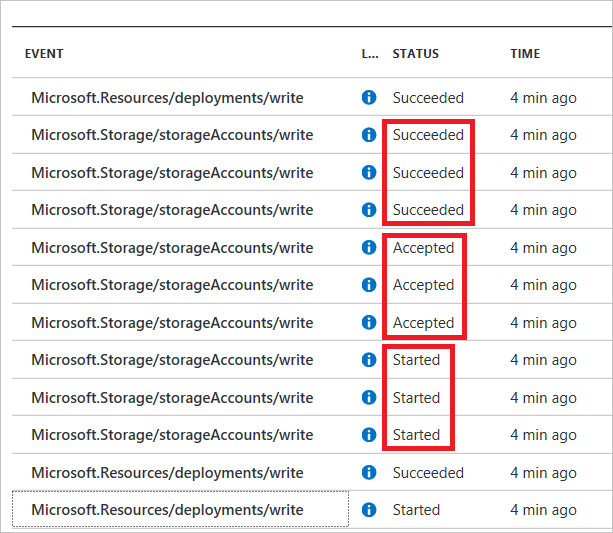 EVENT L... STATUS TIME
Microsoft.Resources/deployments/write Succeeded 4 min ago
Microsoft.Storage/storageAccounts/write Succeeded 4 min ago
Microsoft.Storage/storageAccounts/write Succeeded 4 min ago
Microsoft.Storage/storageAccounts/write Succeeded 4 min ago
Microsoft.Storage/storageAccounts/write Accepted 4 min ago
Microsoft.Storage/storageAccounts/write Accepted 4 min ago
Microsoft.Storage/storageAccounts/write Accepted 4 min ago
Microsoft.Storage/storageAccounts/write Started 4 min ago
Microsoft.Storage/storageAccounts/write Started 4 min ago
Microsoft.Storage/storageAccounts/write Started 4 min ago
Microsoft.Resources/deployments/write Succeeded 4 min ago
Microsoft.Resources/deployments/write Started 4 min ago